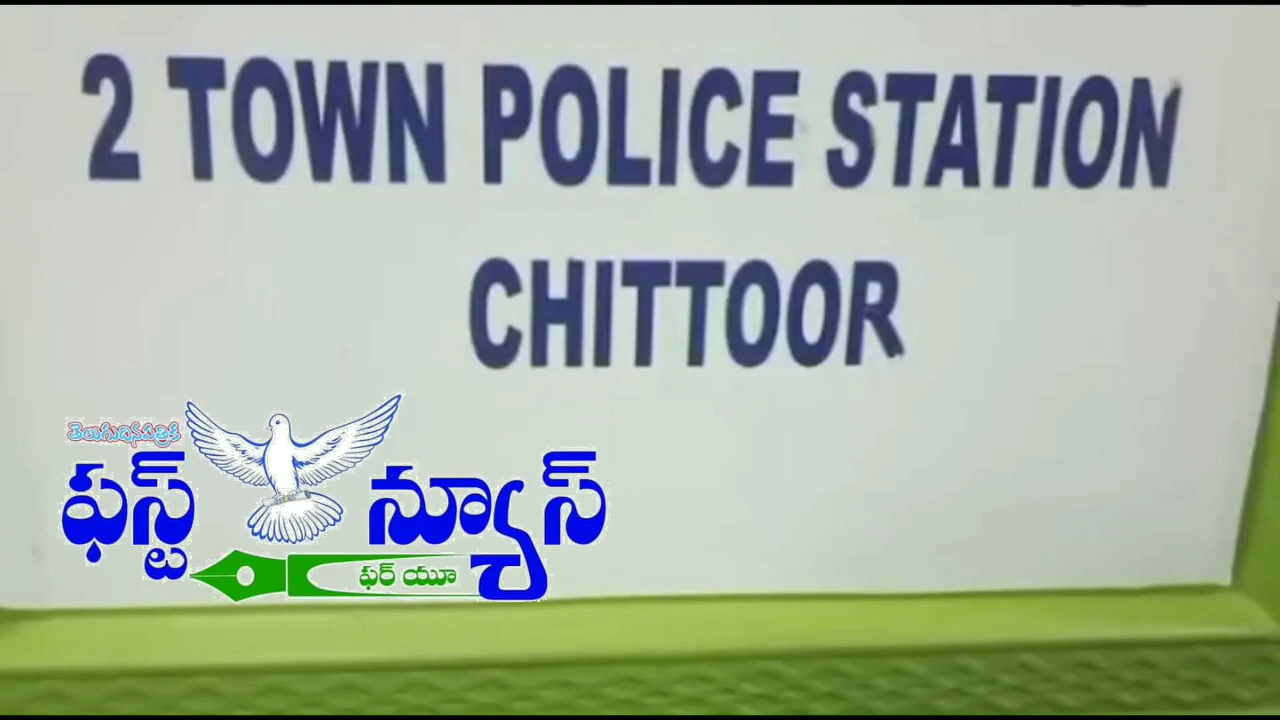 2 TOWN POLICE STATION
CHITTOOR
తెలుగుదినపత్రిక
ఫస్ట్ న్యూస్
ఫర్ యూ